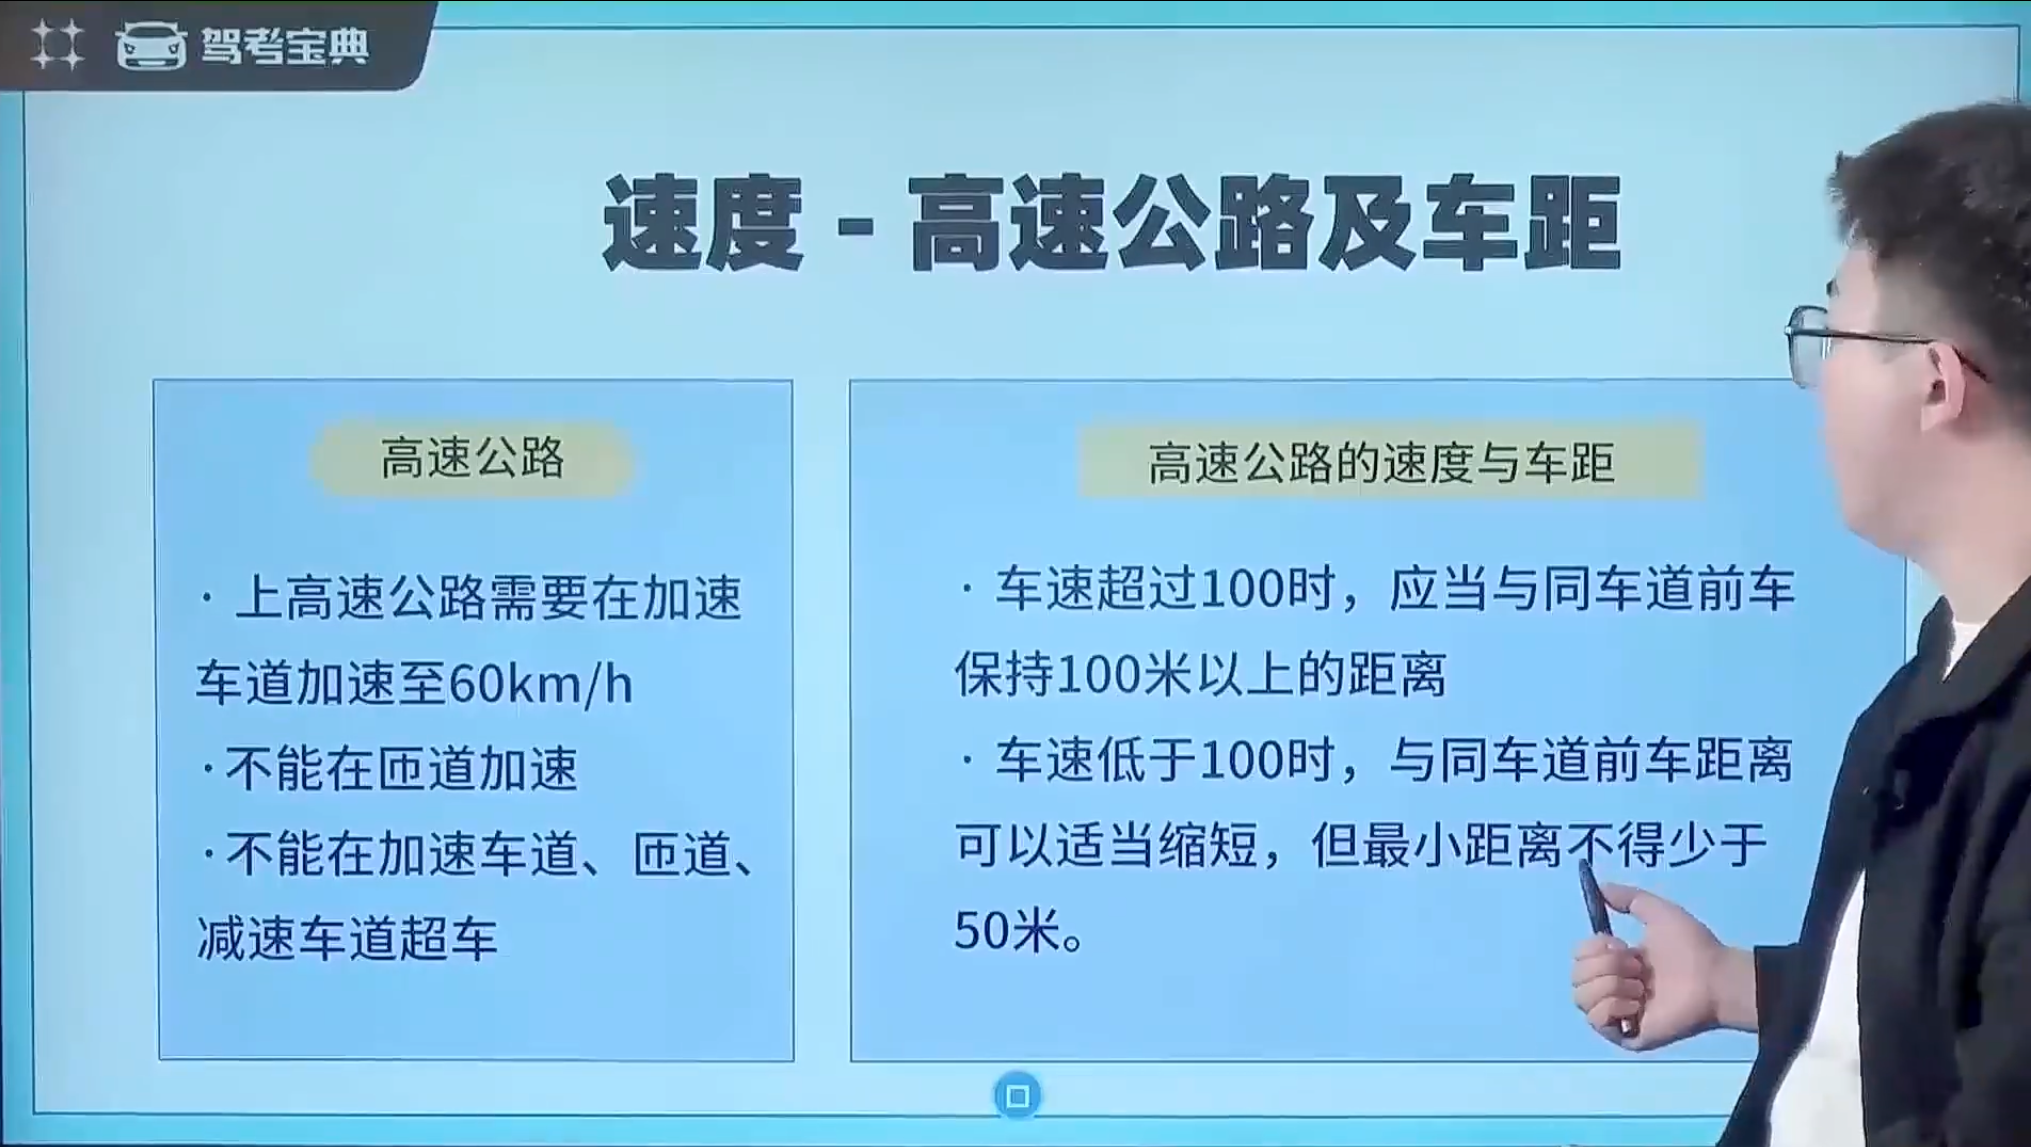 驾考宝典
速度 - 高速公路及车距
高速公路
· 上高速公路需要在加速
车道加速至60km/h
·不能在匝道加速
·不能在加速车道、匝道、
减速车道超车
高速公路的速度与车距
· 车速超过100时，应当与同车道前车
保持100米以上的距离
· 车速低于100时，与同车道前车距离
可以适当缩短，但最小距离不得少于
50米。